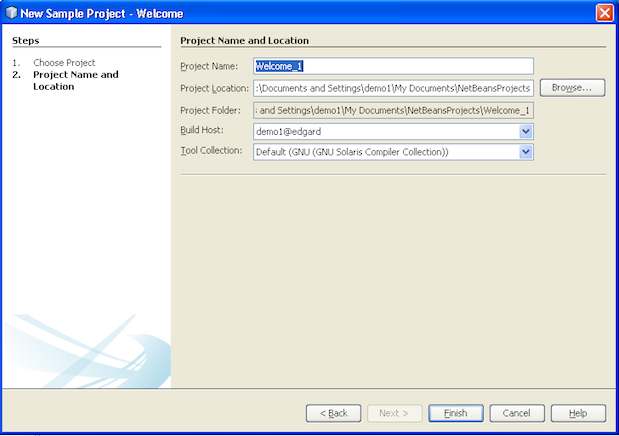 New Sample Project - Welcome
Steps
1. Choose Project
2. Project Name and
Location
Project Name and Location
Project Name: Welcome_1
Project Location: :\Documents and Settings\demo1\My Documents\NetBeansProjects Browse...
Project Folder: : and Settings\demo1\My Documents\NetBeansProjects\Welcome_1
Build Host: demo1@edgard
Tool Collection: Default (GNU (GNU Solaris Compiler Collection))
< Back Next > Finish Cancel Help